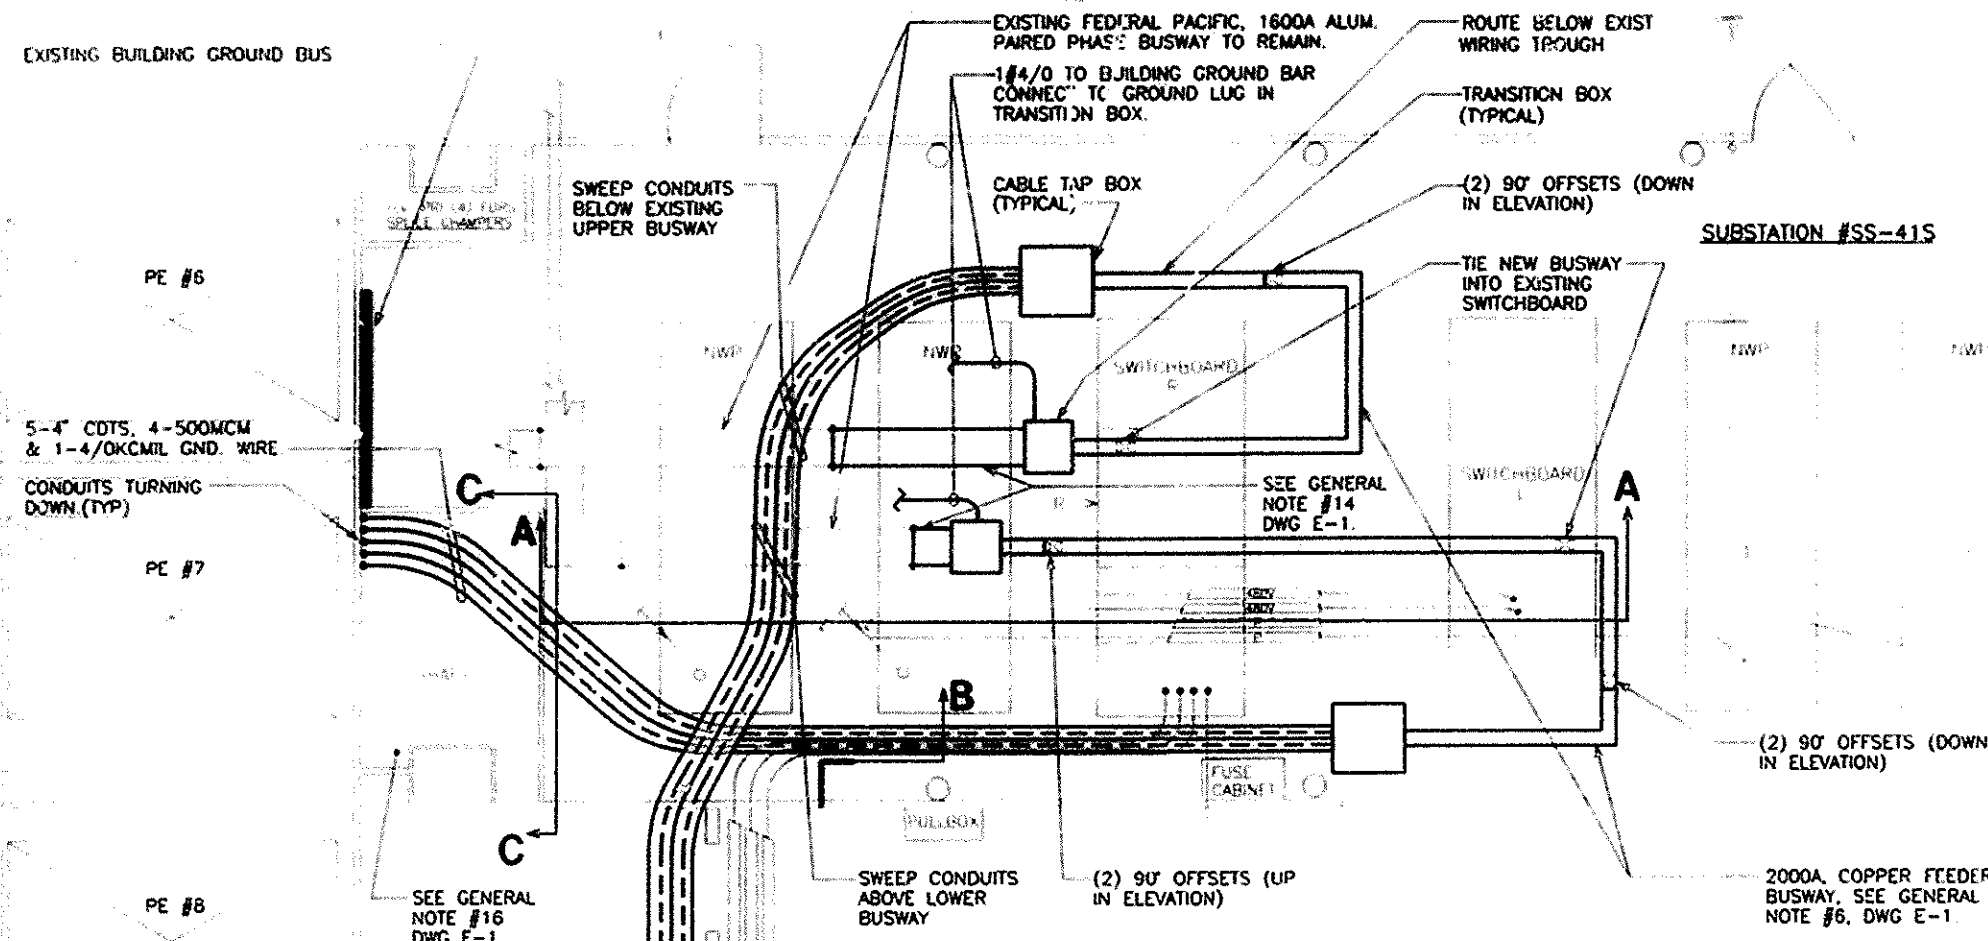 EXISTING BUILDING GROUND BUS
EXISTING FEDERAL PACIFIC, 1600A ALUM.
PAIRED PHASE BUSWAY TO REMAIN.
1#4/0 TO BUILDING GROUND BAR
CONNECT TO GROUND LUG IN
TRANSITION BOX.
ROUTE BELOW EXIST
WIRING TROUGH
TRANSITION BOX
(TYPICAL)
SWEEP CONDUITS
BELOW EXISTING
UPPER BUSWAY
CABLE TAP BOX
(TYPICAL)
(2) 90° OFFSETS (DOWN
IN ELEVATION)
SUBSTATION #SS-41S
SPLICE CHAMBERS
PE #6
TIE NEW BUSWAY
INTO EXISTING
SWITCHBOARD
NWP
NWP
SWITCHBOARD
R
NWP
NWP
5-4" CDTS, 4-500MCM
& 1-4/0KCMIL GND. WIRE
CONDUITS TURNING
DOWN.(TYP)
C
A
SEE GENERAL
NOTE #14
DWG E-1.
SWITCHBOARD
L
A
PE #7
B
(2) 90° OFFSETS (DOWN
IN ELEVATION)
FUSE
CABINET
PULLBOX
C
SEE GENERAL
NOTE #16
DWG E-1
SWEEP CONDUITS
ABOVE LOWER
BUSWAY
(2) 90° OFFSETS (UP
IN ELEVATION)
2000A, COPPER FEEDER
BUSWAY, SEE GENERAL
NOTE #6, DWG E-1
PE #8